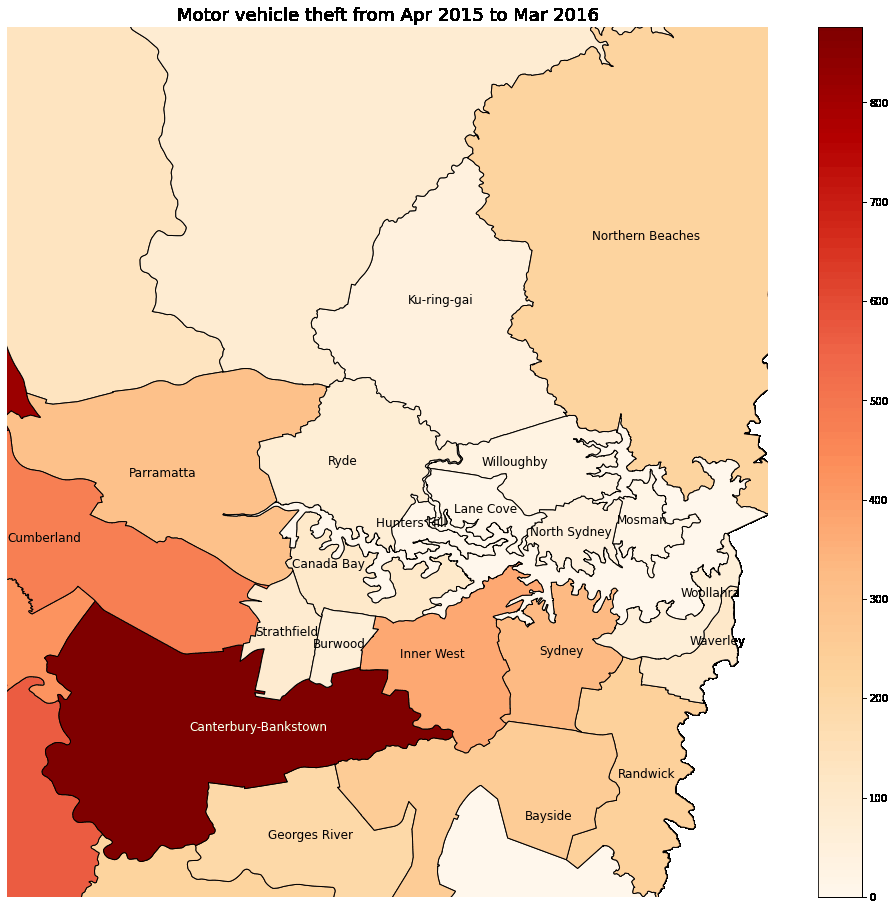 Motor vehicle theft from Apr 2015 to Mar 2016
800
700
600
500
400
300
200
100
0
Northern Beaches
Ku-ring-gai
Ryde
Willoughby
Parramatta
Lane Cove
Hunters Hill
Mosman
North Sydney
Cumberland
Canada Bay
Woollahra
Strathfield
Burwood
Waverley
Inner West
Sydney
Canterbury-Bankstown
Randwick
Bayside
Georges River